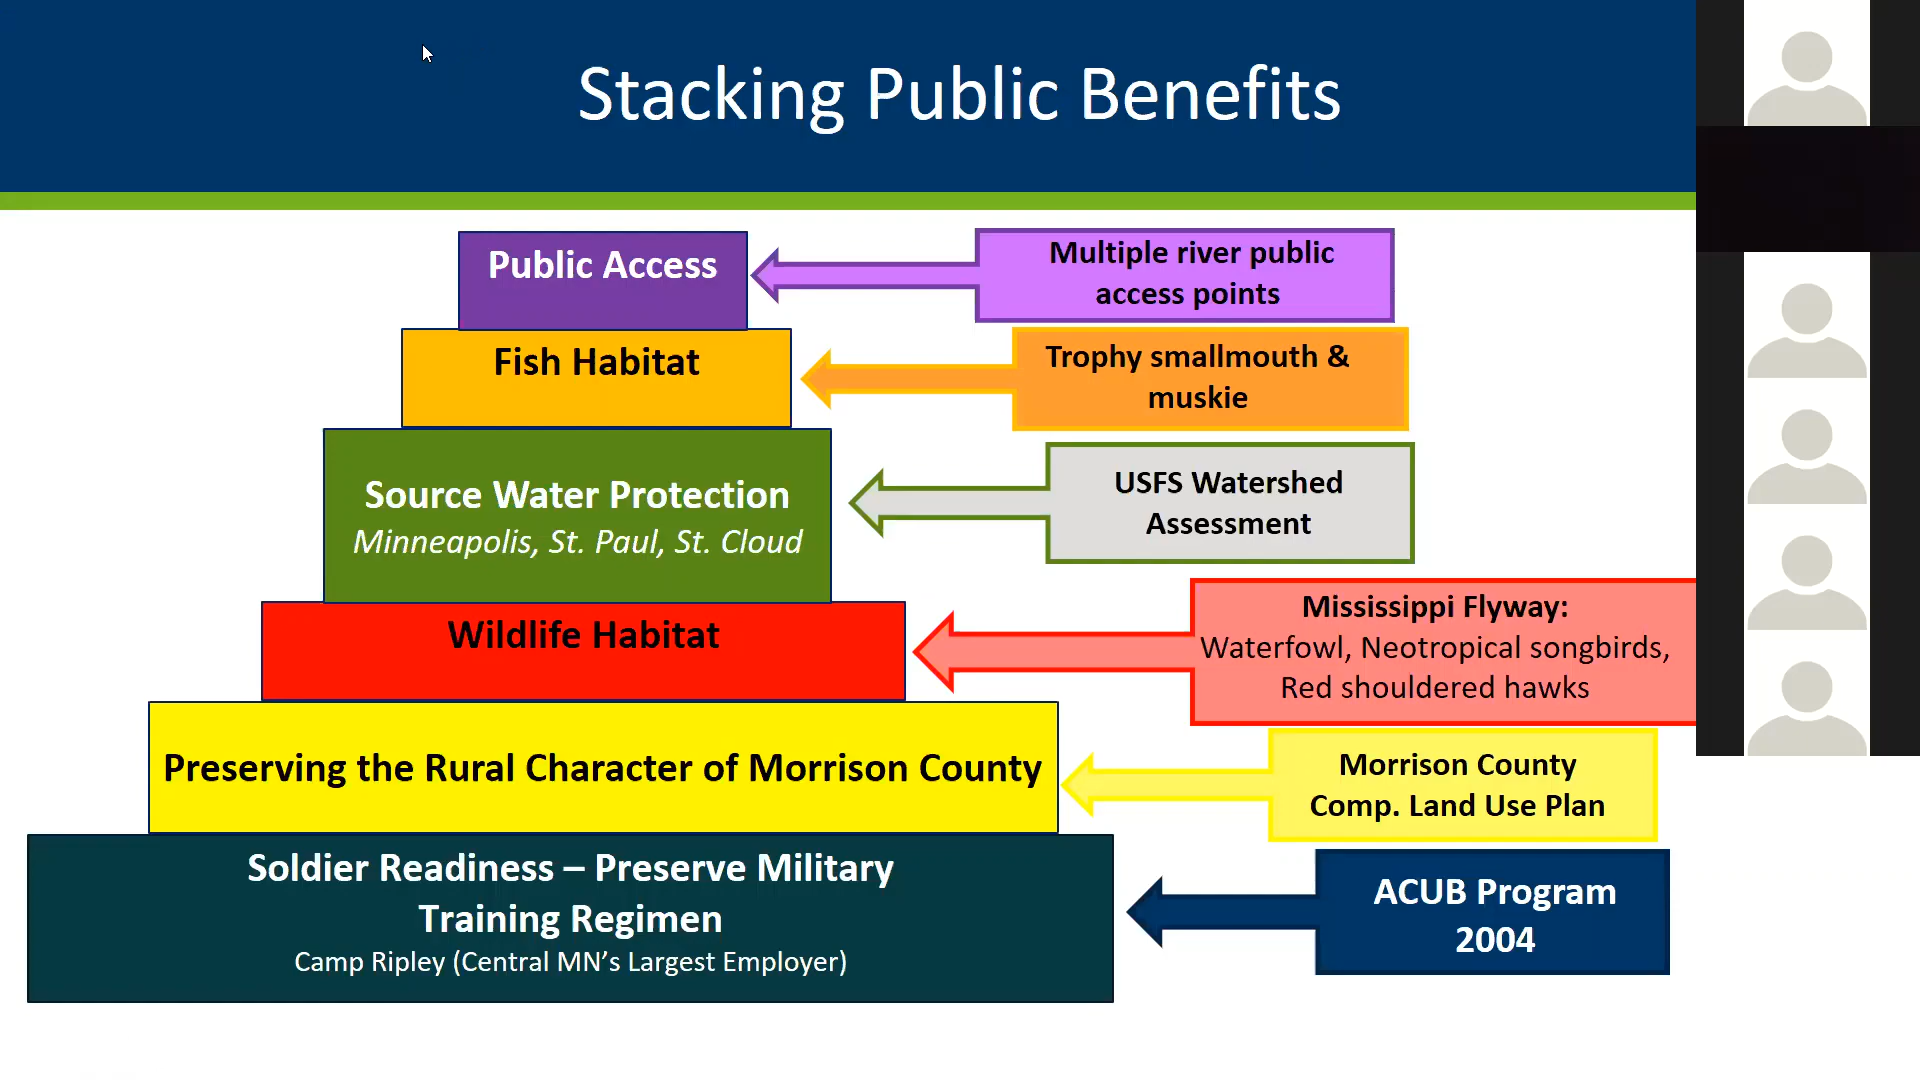 Stacking Public Benefits
Public Access
Multiple river public
access points
Fish Habitat
Trophy smallmouth &
muskie
Source Water Protection
Minneapolis, St. Paul, St. Cloud
USFS Watershed
Assessment
Wildlife Habitat
Mississippi Flyway:
Waterfowl, Neotropical songbirds,
Red shouldered hawks
Preserving the Rural Character of Morrison County
Morrison County
Comp. Land Use Plan
Soldier Readiness – Preserve Military
Training Regimen
Camp Ripley (Central MN’s Largest Employer)
ACUB Program
2004